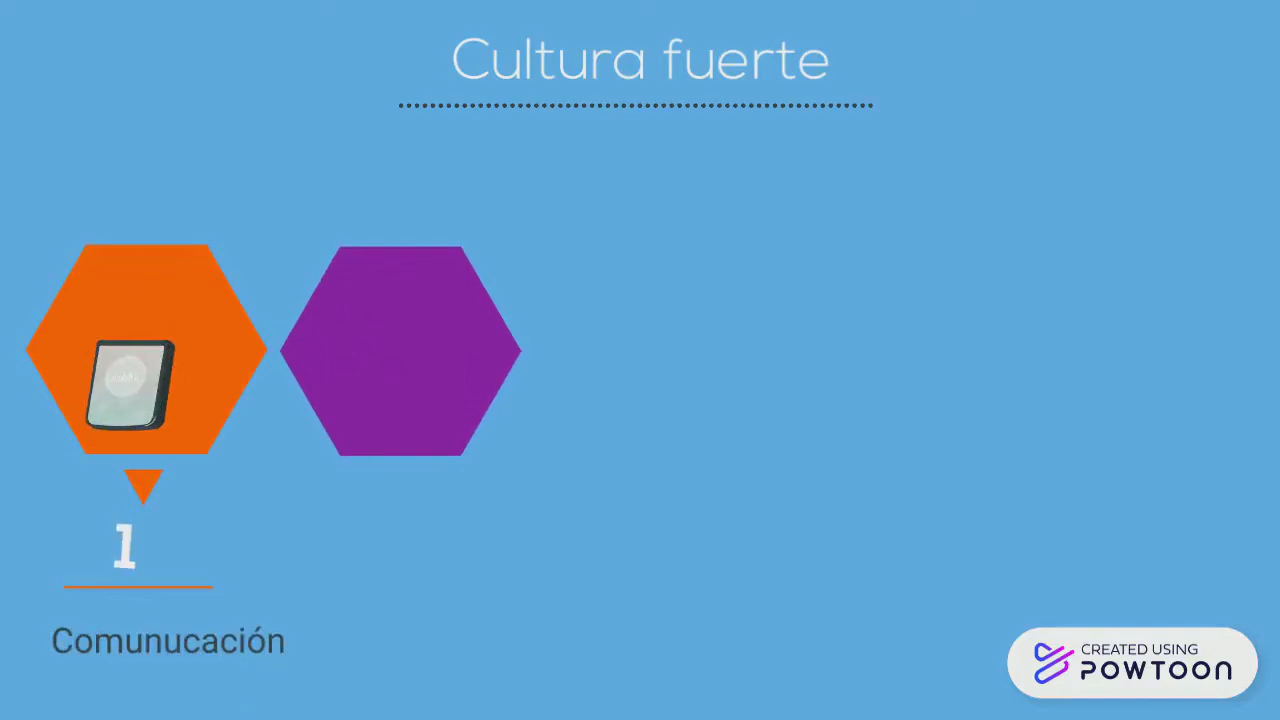 Cultura fuerte
1
Comunucación
CREATED USING
POWTOON